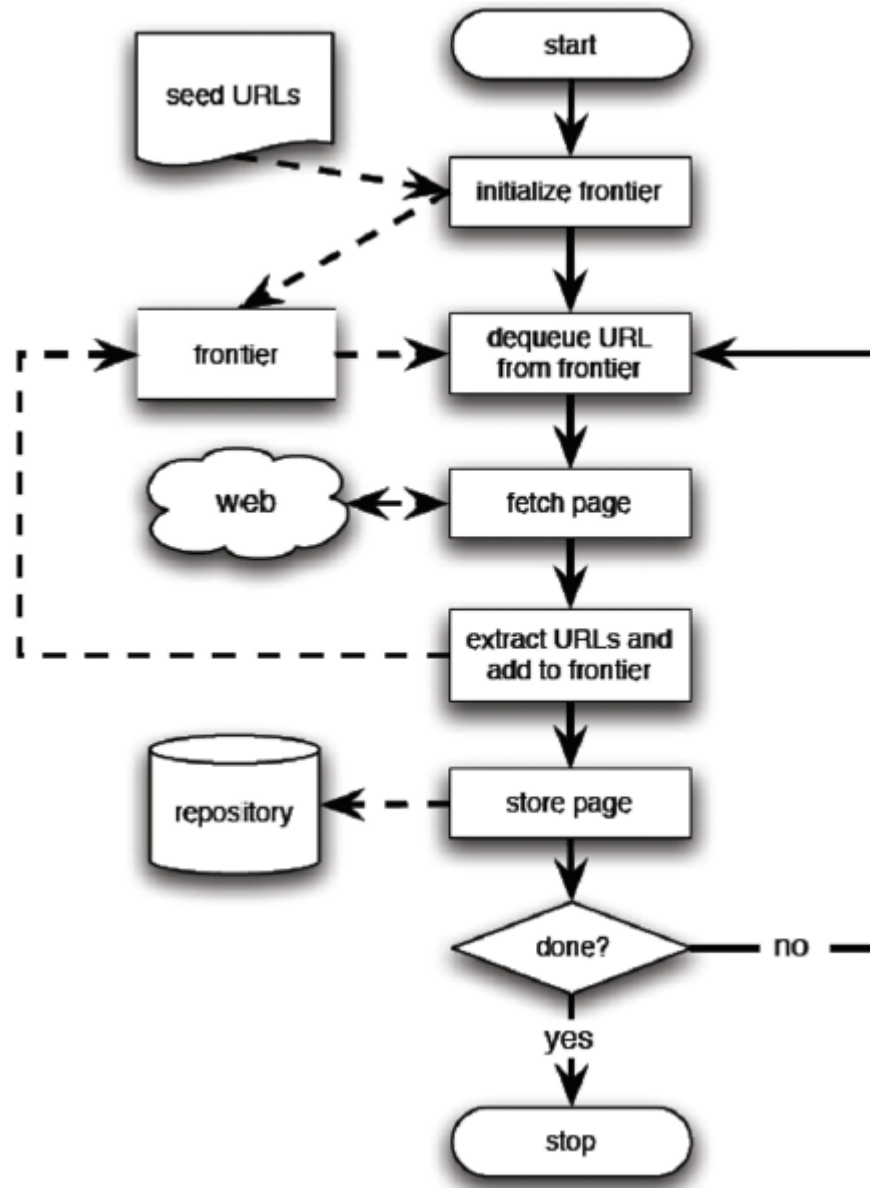 start
seed URLs
initialize frontier
frontier
dequeue URL
from frontier
web
fetch page
extract URLs and
add to frontier
repository
store page
done?
no
yes
stop